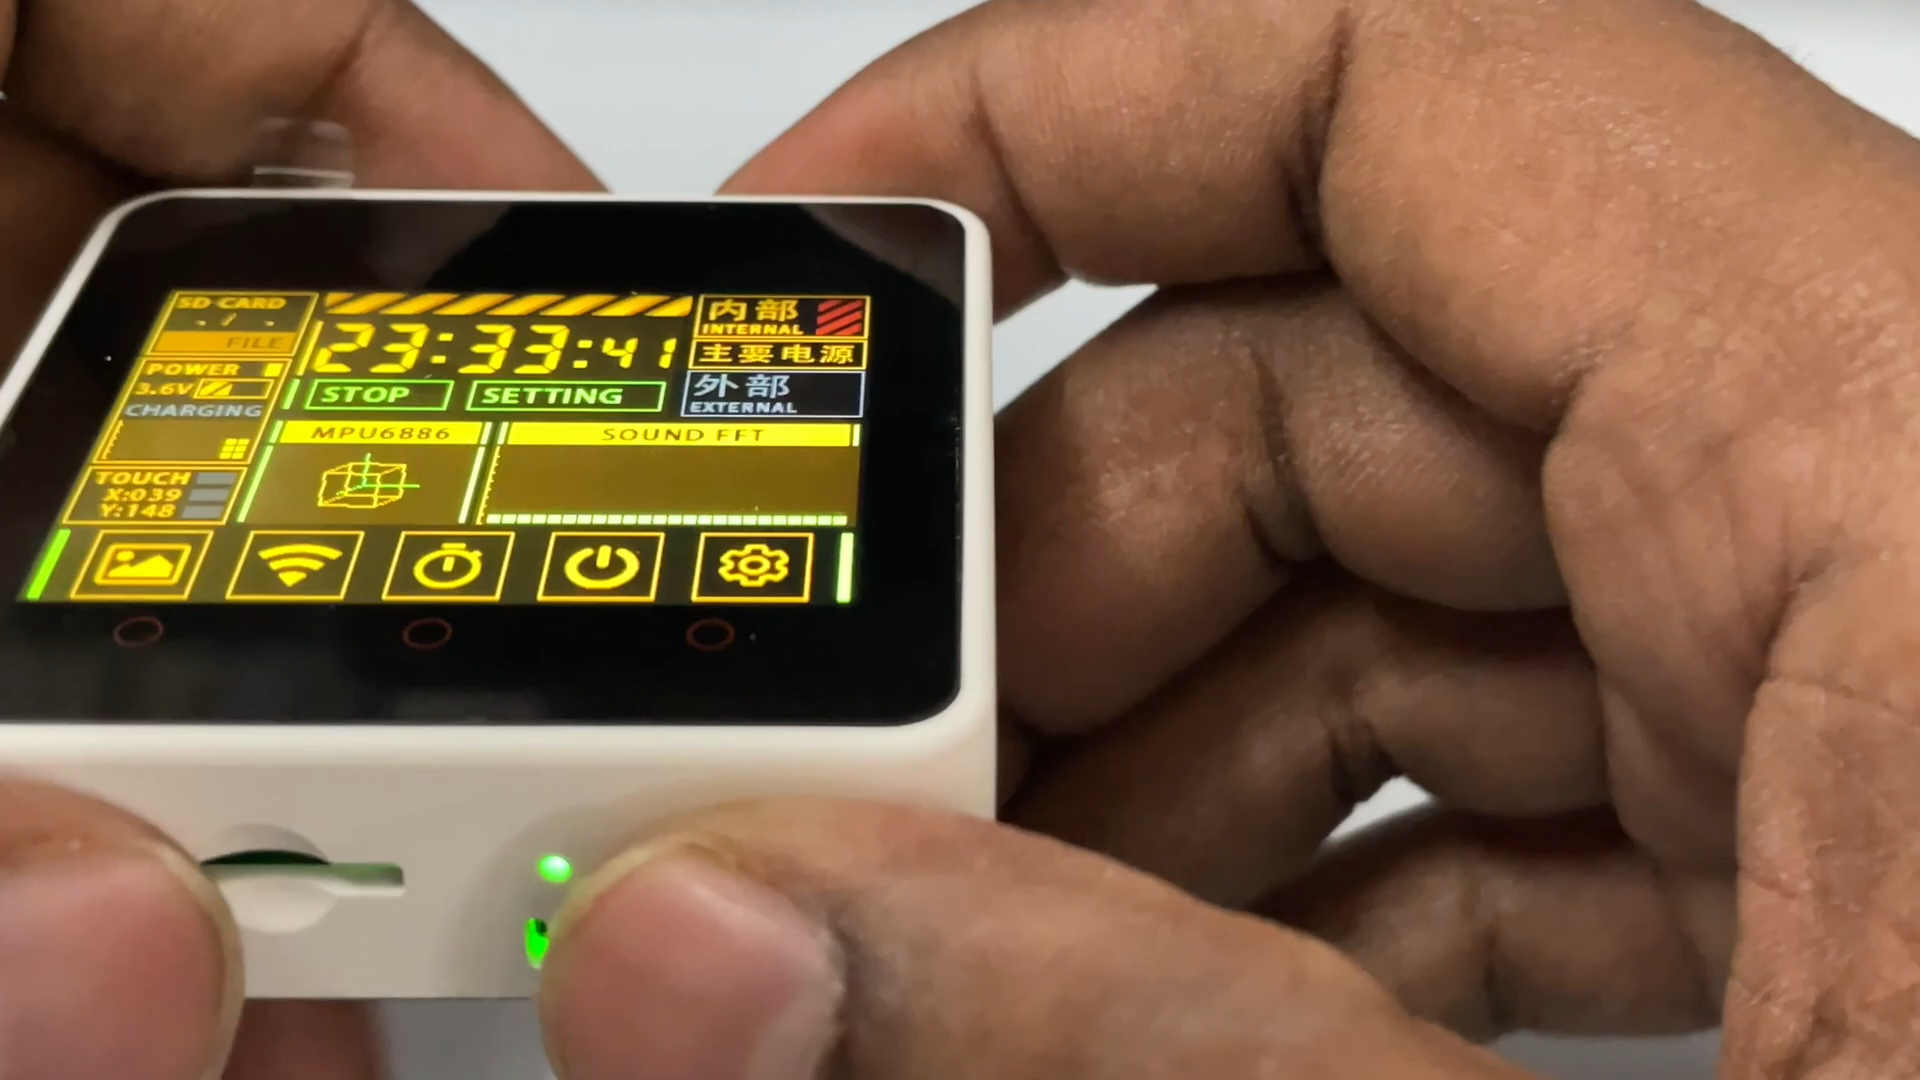 SD CARD
- / -
FILE
23:33:41
内部
INTERNAL
主要电源
POWER
3.6V
STOP
SETTING
外部
EXTERNAL
CHARGING
MPU6886
SOUND FFT
TOUCH
X:039
Y:148